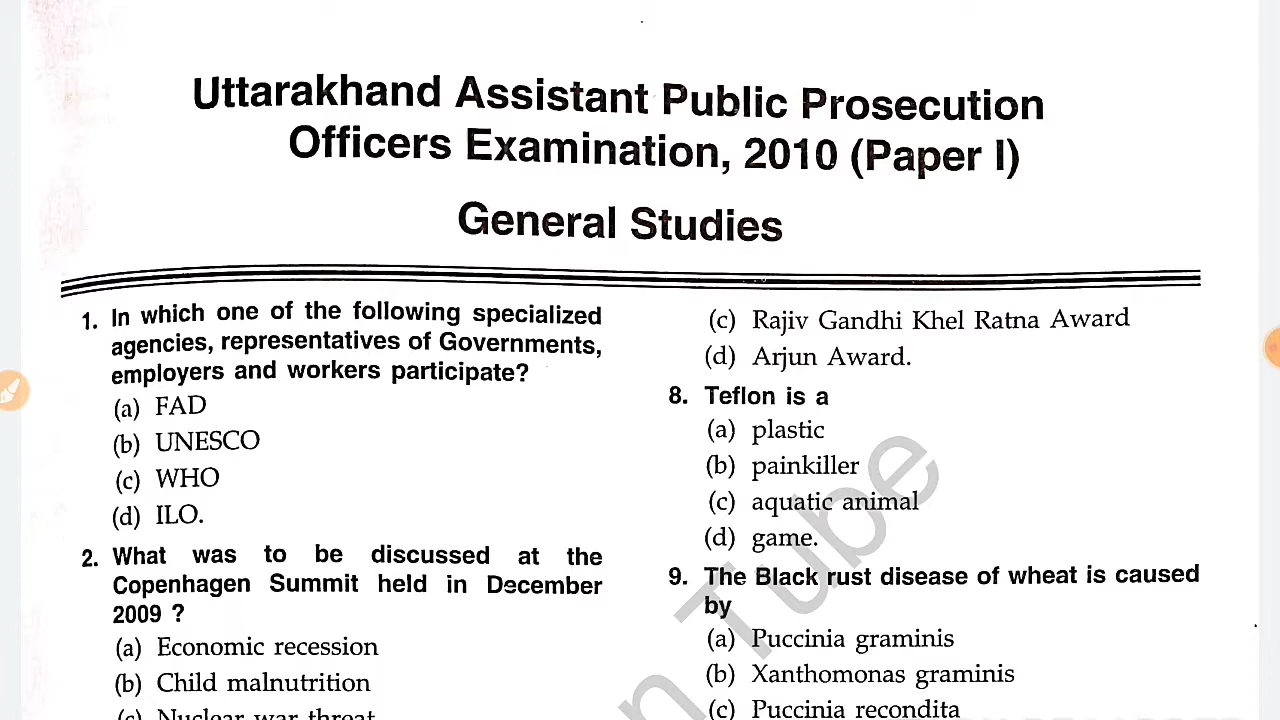 Uttarakhand Assistant Public Prosecution
Officers Examination, 2010 (Paper I)
General Studies
1. In which one of the following specialized
agencies, representatives of Governments,
employers and workers participate?
(a) FAD
(b) UNESCO
(c) WHO
(d) ILO.
2. What was to be discussed at the
Copenhagen Summit held in December
2009 ?
(a) Economic recession
(b) Child malnutrition
(c) Nuclear war threat
(c) Rajiv Gandhi Khel Ratna Award
(d) Arjun Award.
8. Teflon is a
(a) plastic
(b) painkiller
(c) aquatic animal
(d) game.
9. The Black rust disease of wheat is caused
by
(a) Puccinia graminis
(b) Xanthomonas graminis
(c) Puccinia recondita
n Tube